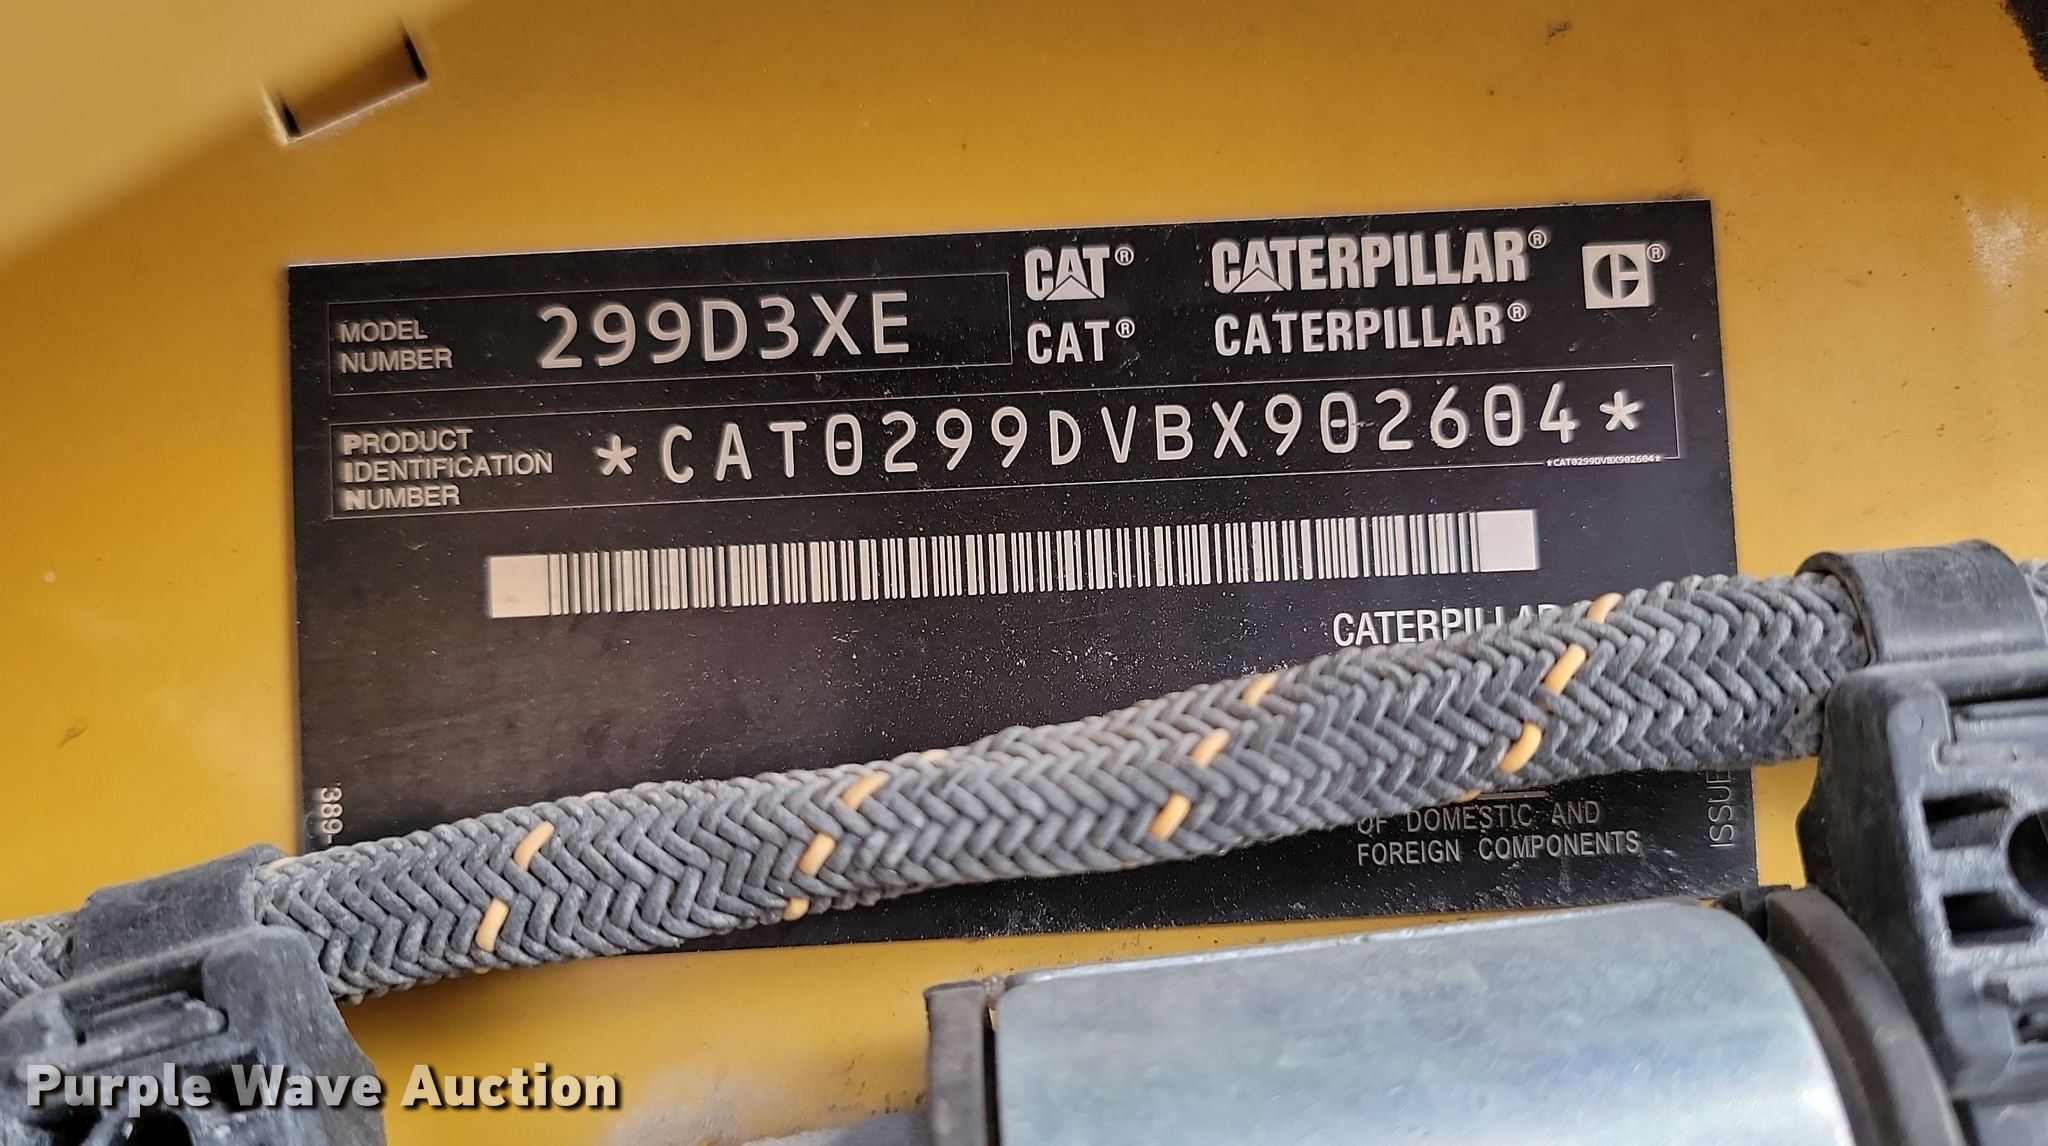 MODEL
NUMBER
299D3XE
CAT® CATERPILLAR® ®
CAT® CATERPILLAR®
PRODUCT
IDENTIFICATION
NUMBER
*CAT0299DVBX902604*
*CAT0299DVBX902604*
CATERPILLAR
389-
ISSUE
OF DOMESTIC AND
FOREIGN COMPONENTS
Purple Wave Auction